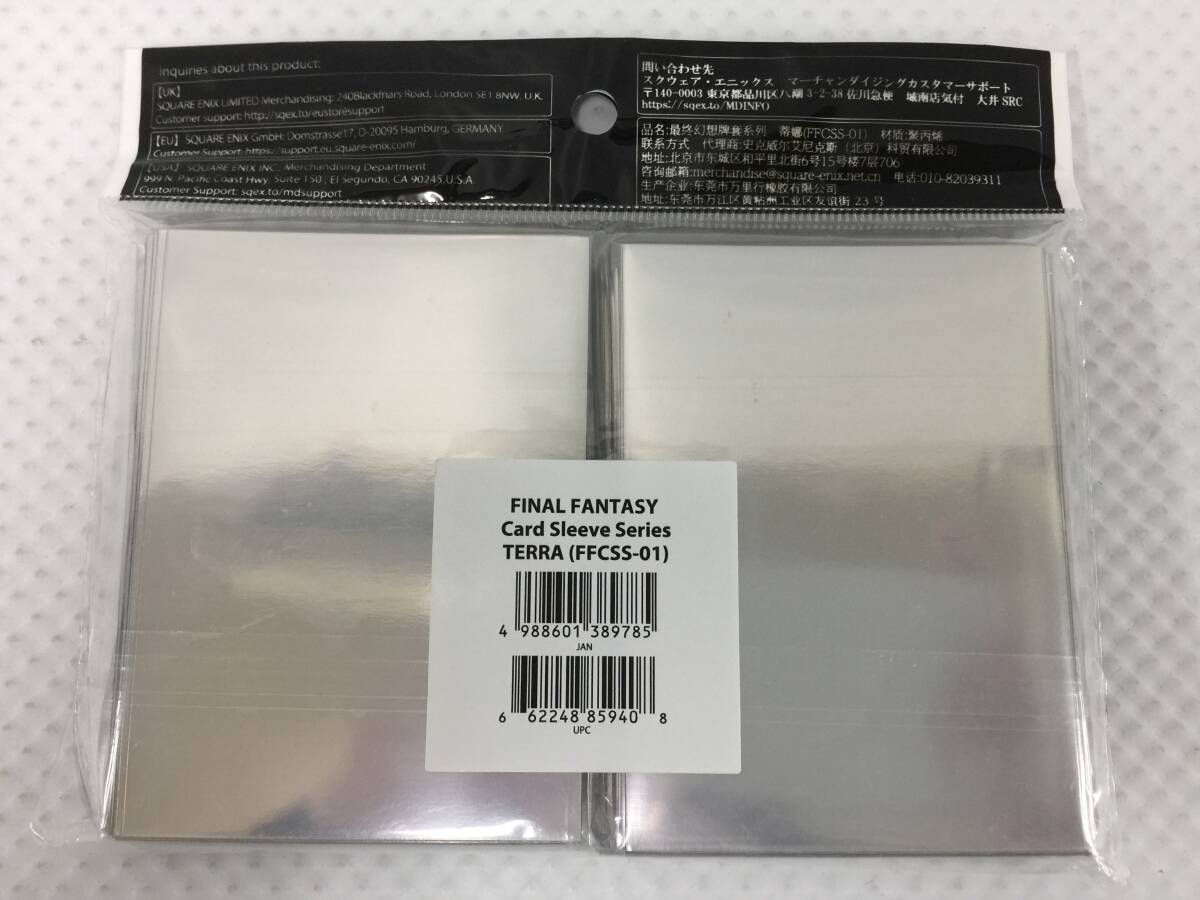 Inquiries about this product:
【UK】
SQUARE ENIX LIMITED Merchandising: 240Blackfriars Road, London SE1 8NW, U.K.
Customer support: http://sqex.to/eustoresupport
【EU】 SQUARE ENIX GmbH: Domstrasse17, D-20095 Hamburg, GERMANY
Customer Support: https://support.eu.square-enix.com/
【USA】 SQUARE ENIX INC. Merchandising Department
999 N. Pacific Coast Hwy, Suite 150, El Segundo, CA 90245,U.S.A.
Customer Support: sqex.to/mdsupport
問い合わせ先
スクウェア・エニックス マーチャンダイジングカスタマーサポート
〒140-0003 東京都品川区八潮 3-2-38 佐川急便 城南店気付 大井 SRC
https://sqex.to/MDINFO
品名:最终幻想牌套系列 蒂娜(FFCSS-01) 材质:聚丙烯
联系方式 代理商:史克威尔艾尼克斯（北京）科贸有限公司
地址:北京市东城区和平里北街6号15号楼7层706
咨询邮箱:merchandise@square-enix.net.cn 电话:010-82039311
生产企业:东莞市万里行橡胶有限公司
地址:东莞市万江区黄粘洲工业区友谊街 23 号
FINAL FANTASY
Card Sleeve Series
TERRA (FFCSS-01)
4 988601 389785
JAN
6 62248 85940 8
UPC